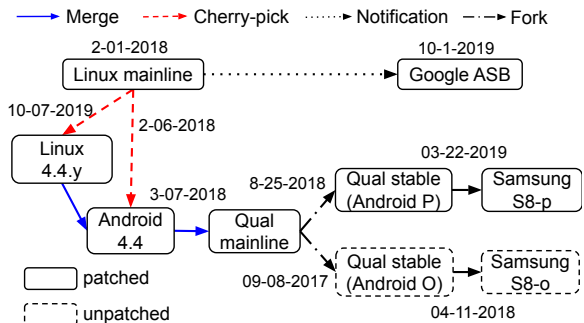 Merge
Cherry-pick
Notification
Fork
2-01-2018
10-1-2019
Linux mainline
Google ASB
10-07-2019
2-06-2018
Linux
4.4.y
3-07-2018
8-25-2018
03-22-2019
Qual stable
(Android P)
Samsung
S8-p
Android
4.4
Qual
mainline
Qual stable
(Android O)
Samsung
S8-o
09-08-2017
04-11-2018
patched
unpatched